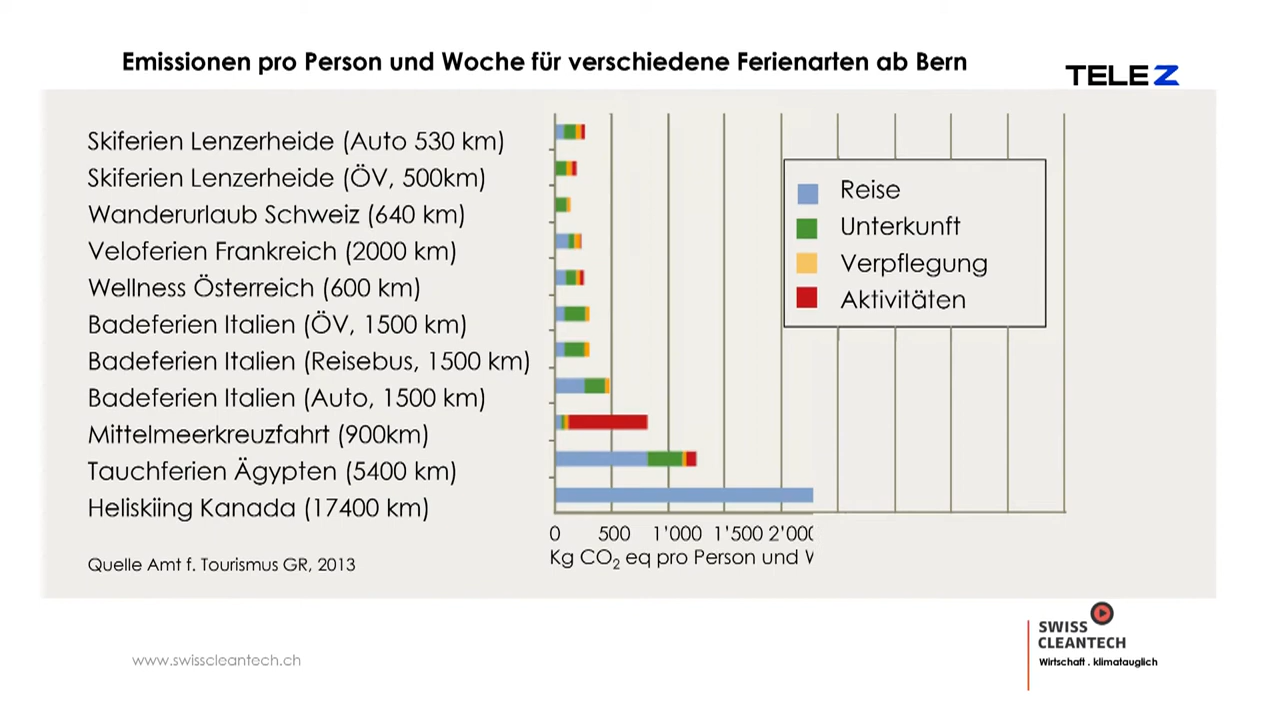 Emissionen pro Person und Woche für verschiedene Ferienarten ab Bern
TELE Z
Skiferien Lenzerheide (Auto 530 km)
Skiferien Lenzerheide (ÖV, 500km)
Wanderurlaub Schweiz (640 km)
Veloferien Frankreich (2000 km)
Wellness Österreich (600 km)
Badeferien Italien (ÖV, 1500 km)
Badeferien Italien (Reisebus, 1500 km)
Badeferien Italien (Auto, 1500 km)
Mittelmeerkreuzfahrt (900km)
Tauchferien Ägypten (5400 km)
Heliskiing Kanada (17400 km)
Reise
Unterkunft
Verpflegung
Aktivitäten
0 500 1'000 1'500 2'000
Kg CO₂ eq pro Person und
Quelle Amt f. Tourismus GR, 2013
www.swisscleantech.ch
SWISS
CLEANTECH
Wirtschaft . klimatauglich